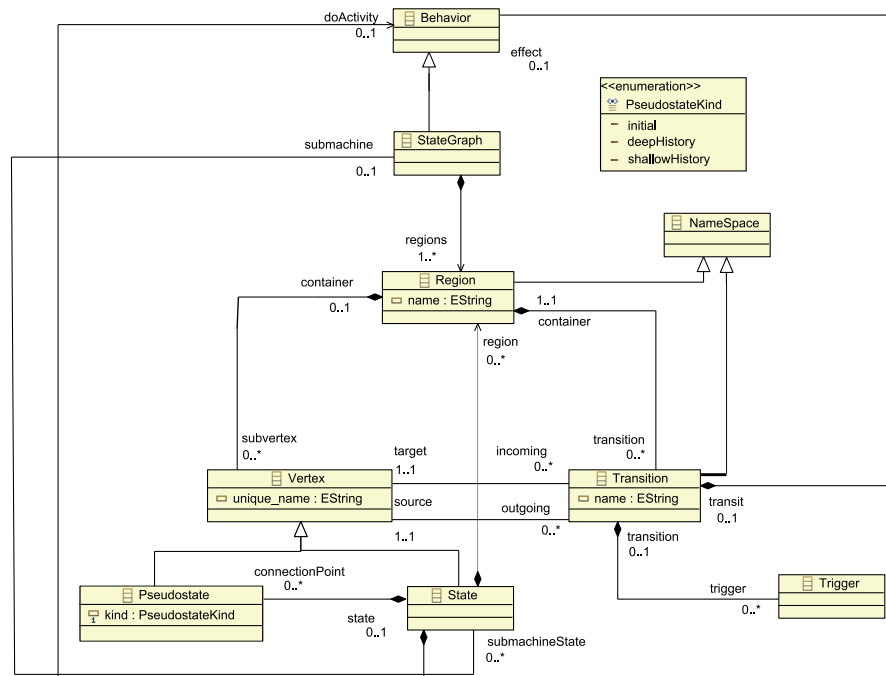 doActivity
0..1
Behavior
effect
0..1
<<enumeration>>
PseudostateKind
initial
deepHistory
shallowHistory
submachine
0..1
StateGraph
NameSpace
regions
1..*
container
0..1
Region
name : EString
1..1
container
region
0..*
subvertex
0..*
target
1..1
incoming
0..*
transition
0..*
Vertex
unique_name : EString
source
1..1
outgoing
0..*
Transition
name : EString
transit
0..1
transition
0..1
connectionPoint
0..*
Pseudostate
kind : PseudostateKind
1
State
state
0..1
submachineState
0..*
trigger
0..*
Trigger